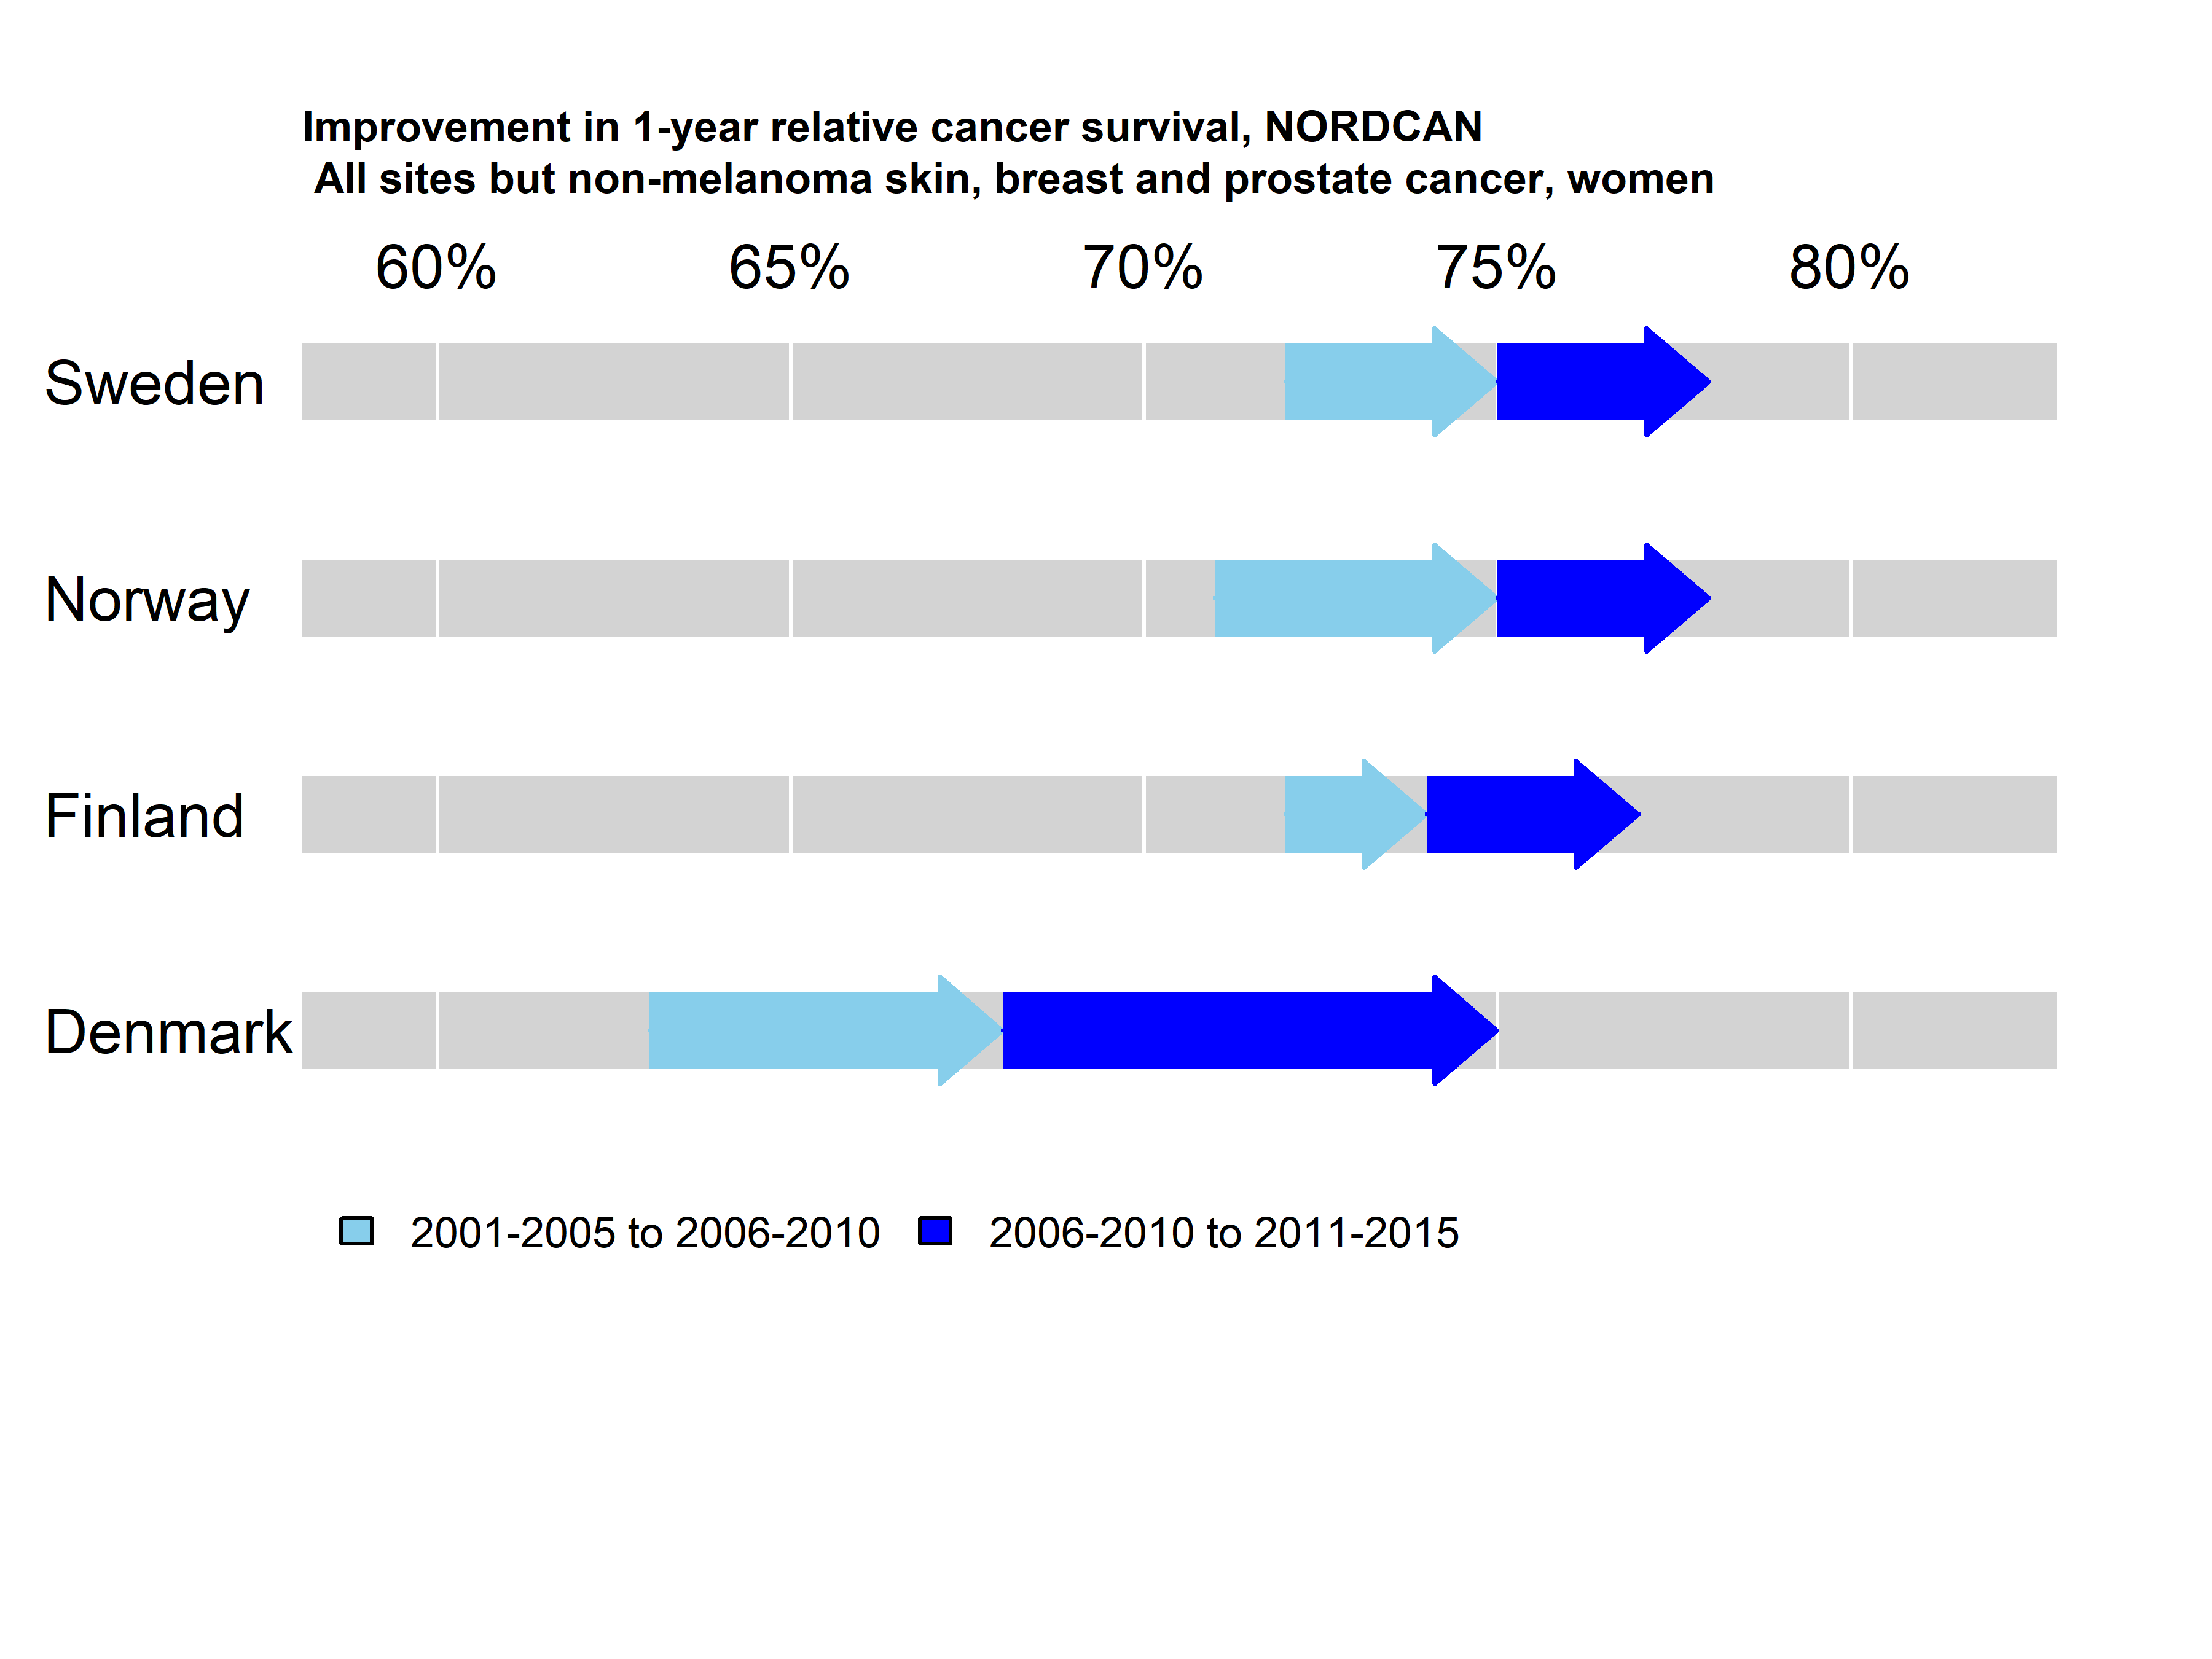 Improvement in 1-year relative cancer survival, NORDCAN
All sites but non-melanoma skin, breast and prostate cancer, women
60% 65% 70% 75% 80%
Sweden
Norway
Finland
Denmark
2001-2005 to 2006-2010 2006-2010 to 2011-2015